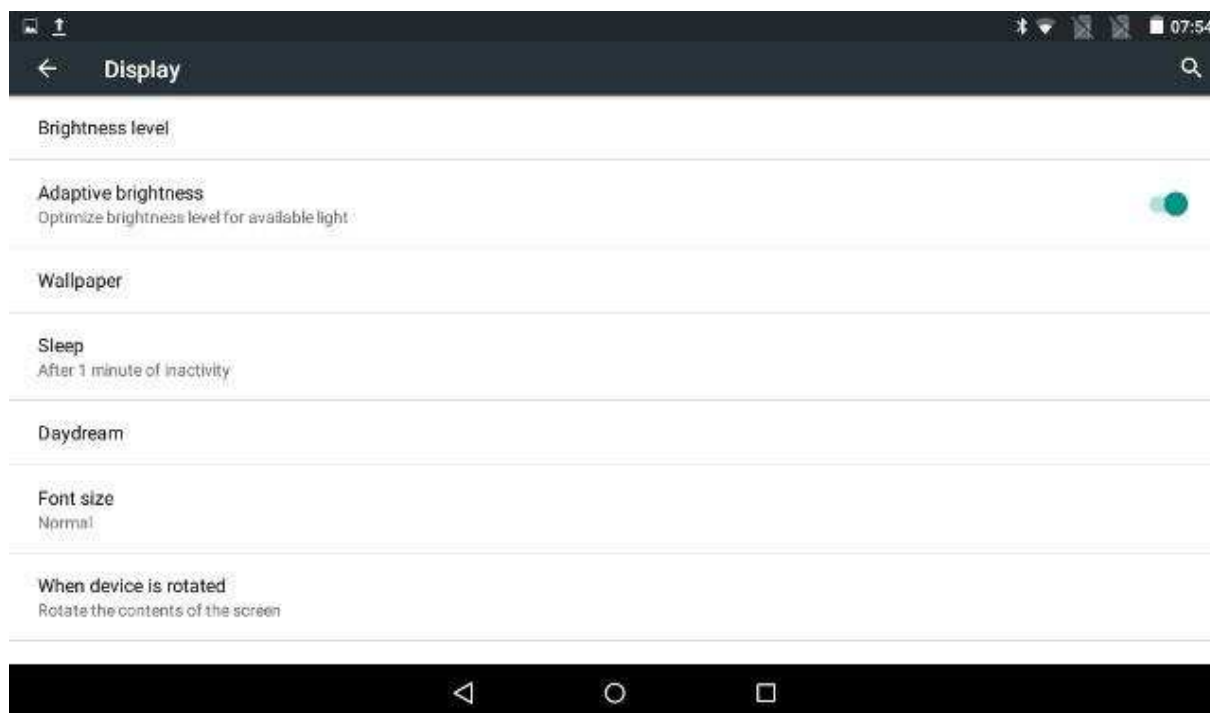 07:54
Display
Brightness level
Adaptive brightness
Optimize brightness level for available light
Wallpaper
Sleep
After 1 minute of inactivity
Daydream
Font size
Normal
When device is rotated
Rotate the contents of the screen